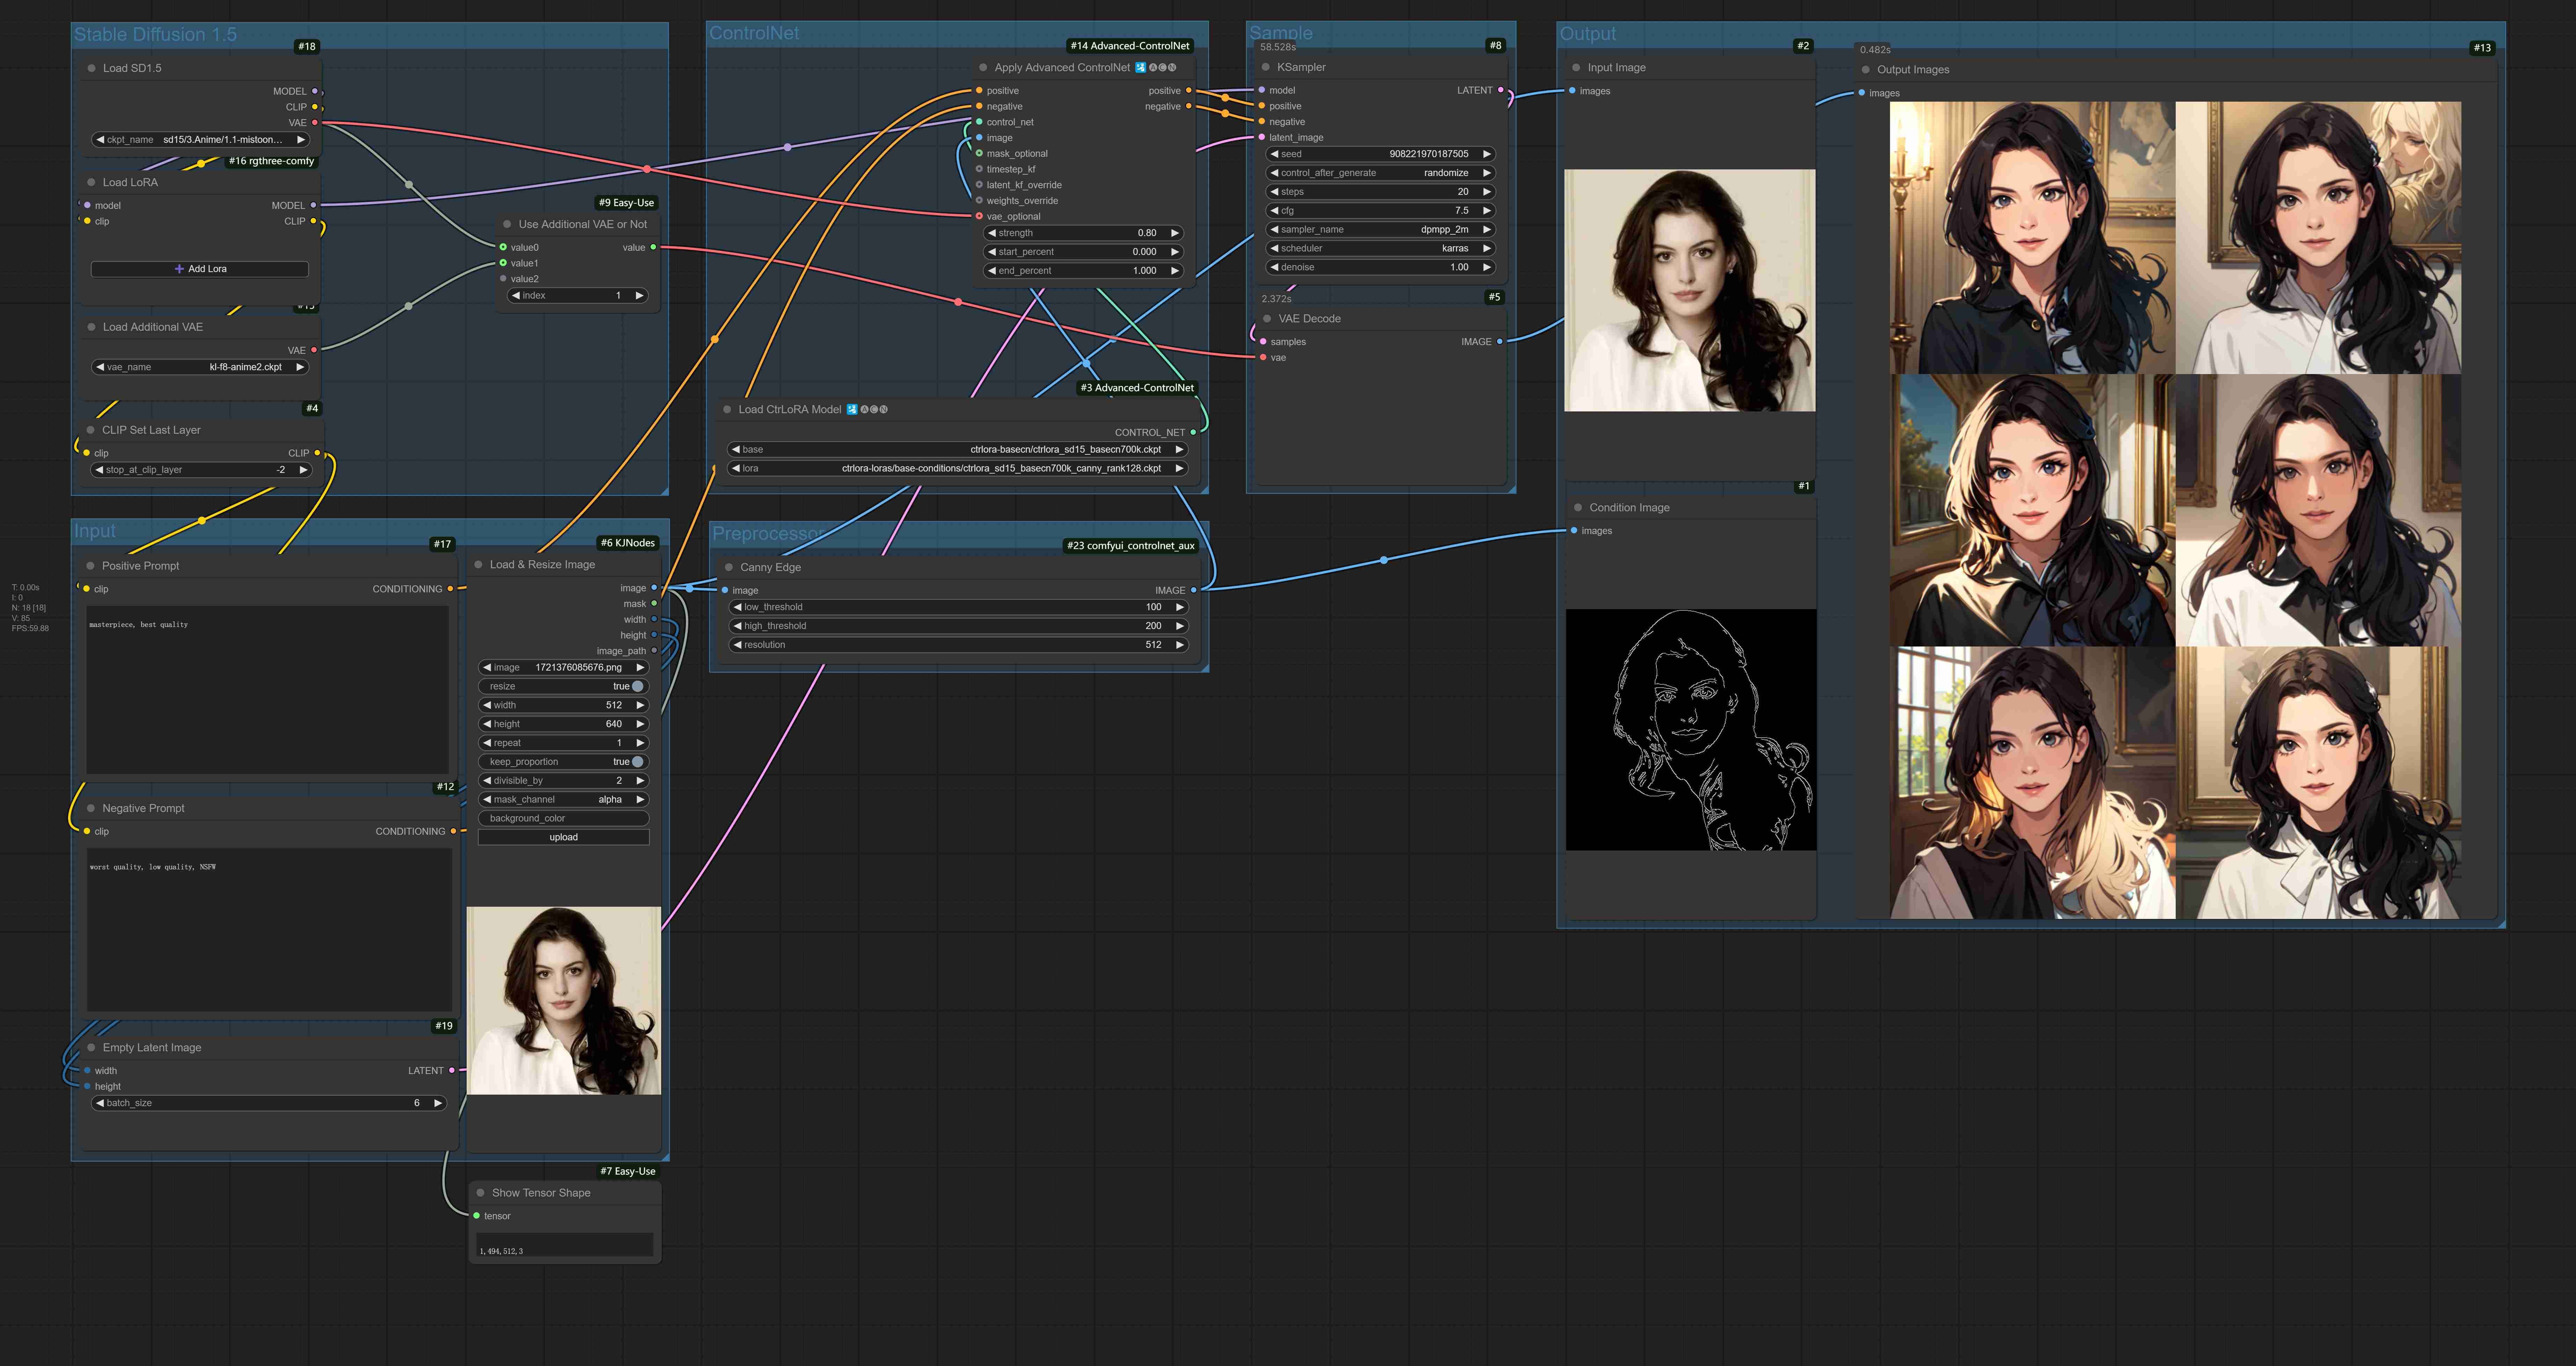 Stable Diffusion 1.5
#18
Load SD1.5
MODEL
CLIP
VAE
ckpt_name sd15/3.Anime/1.1-mistoon...
#16 rgthree-comfy
Load LoRA
model MODEL
clip CLIP
+ Add Lora
Load Additional VAE
VAE
vae_name kl-f8-anime2.ckpt
#4
CLIP Set Last Layer
clip CLIP
stop_at_clip_layer -2
#9 Easy-Use
Use Additional VAE or Not
value0 value
value1
value2
index 1
ControlNet
#14 Advanced-ControlNet
Apply Advanced ControlNet
positive positive
negative negative
control_net
image
mask_optional
timestep_kf
latent_kf_override
weights_override
vae_optional
strength 0.80
start_percent 0.000
end_percent 1.000
#3 Advanced-ControlNet
Load CtrLoRA Model
CONTROL_NET
base ctrlora-basecn/ctrlora_sd15_basecn700k.ckpt
lora ctrlora-loras/base-conditions/ctrlora_sd15_basecn700k_canny_rank128.ckpt
Sample
58.528s
#8
KSampler
model LATENT
positive
negative
latent_image
seed 908221970187505
control_after_generate randomize
steps 20
cfg 7.5
sampler_name dpmpp_2m
scheduler karras
denoise 1.00
2.372s
#5
VAE Decode
samples IMAGE
vae
Output
#2
Input Image
images
0.482s
#13
Output Images
images
#1
Condition Image
images
Input
#17
Positive Prompt
clip CONDITIONING
masterpiece, best quality
#12
Negative Prompt
clip CONDITIONING
worst quality, low quality, NSFW
#19
Empty Latent Image
width LATENT
height
batch_size 6
#6 KJNodes
Load & Resize Image
image
mask
width
height
image_path
image 1721376085676.png
resize true
width 512
height 640
repeat 1
keep_proportion true
divisible_by 2
mask_channel alpha
background_color
upload
#7 Easy-Use
Show Tensor Shape
tensor
1, 494, 512, 3
Preprocessor
#23 comfyui_controlnet_aux
Canny Edge
image IMAGE
low_threshold 100
high_threshold 200
resolution 512
T: 0.00s
I: 0
N: 18 [18]
V: 85
FPS:59.88